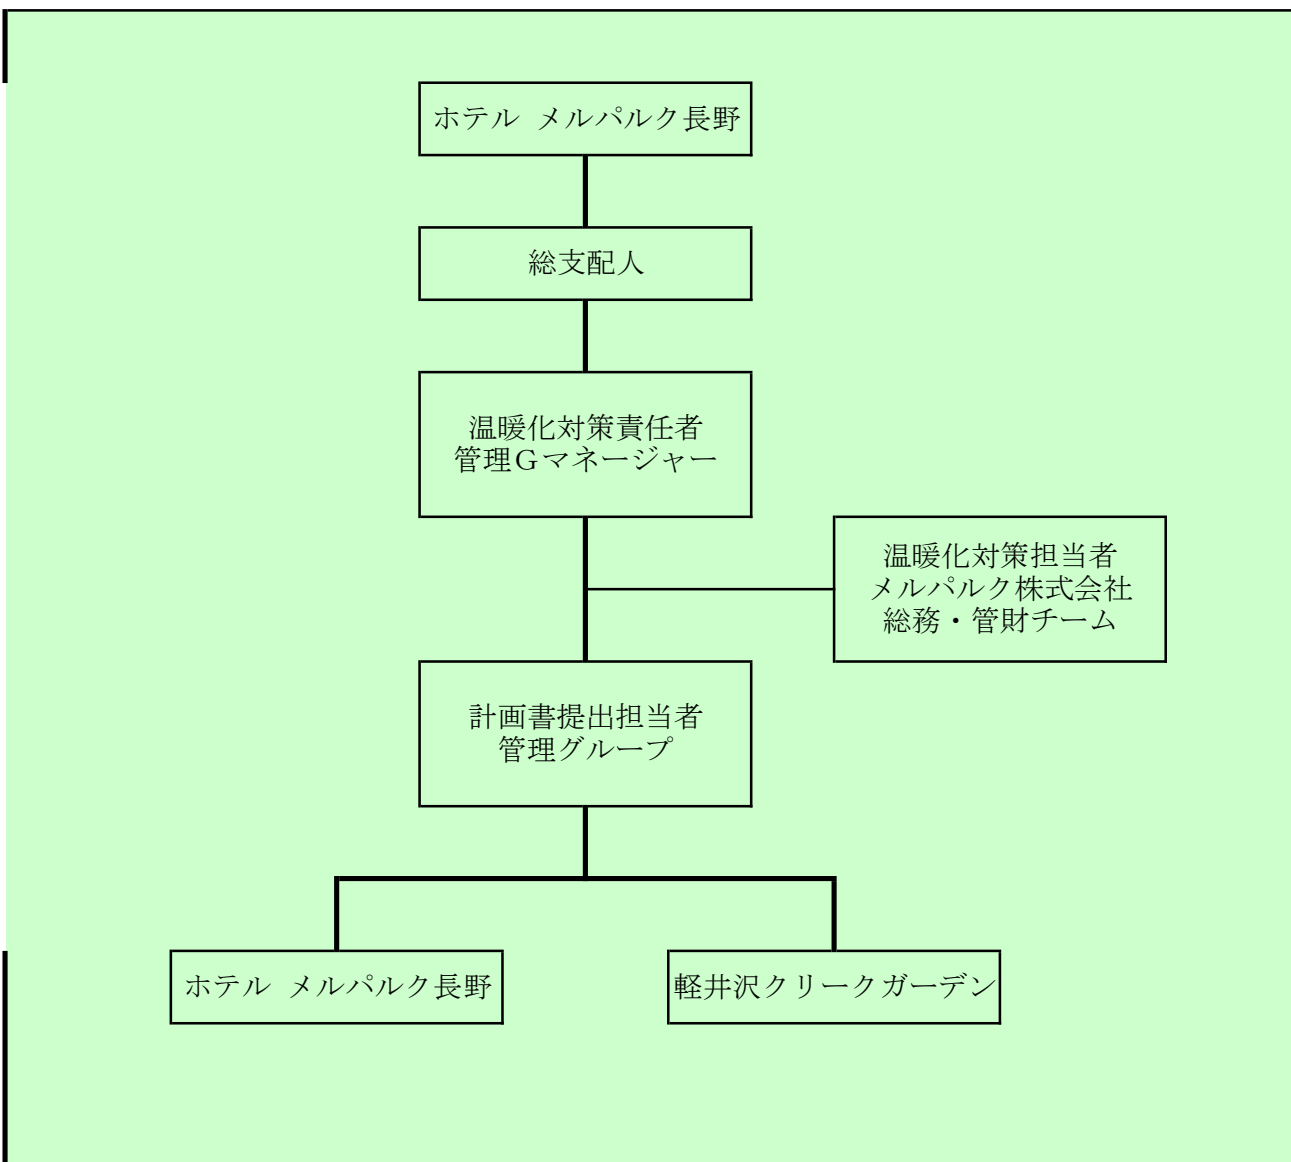 ホテル メルパルク長野
総支配人
温暖化対策責任者
管理Gマネージャー
温暖化対策担当者
メルパルク株式会社
総務・管財チーム
計画書提出担当者
管理グループ
ホテル メルパルク長野
軽井沢クリークガーデン